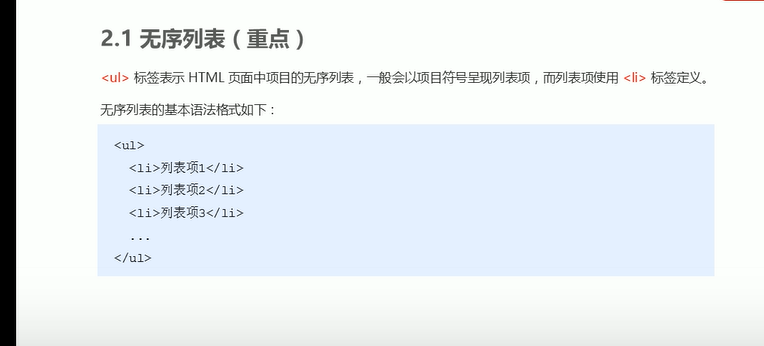 2.1 无序列表（重点）
<ul> 标签表示 HTML 页面中项目的无序列表，一般会以项目符号呈现列表项，而列表项使用 <li> 标签定义。
无序列表的基本语法格式如下：
<ul>
<li>列表项1</li>
<li>列表项2</li>
<li>列表项3</li>
...
</ul>